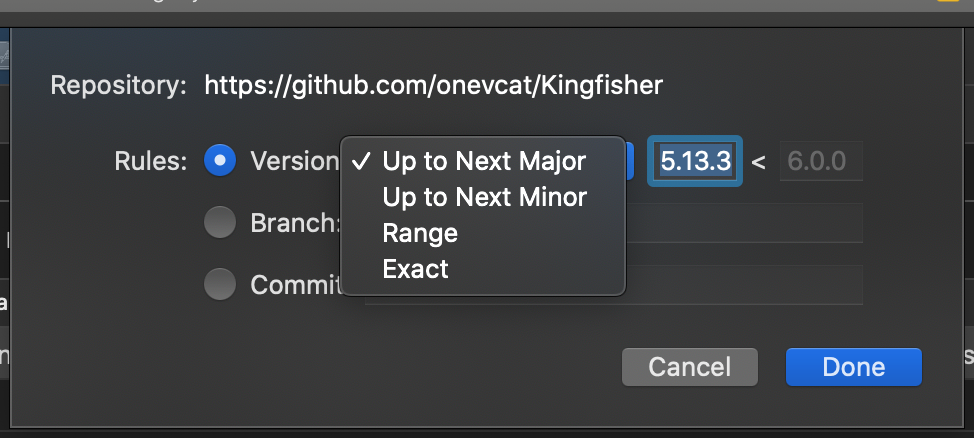 Repository: https://github.com/onevcat/Kingfisher
Rules: Version ✓ Up to Next Major 5.13.3 < 6.0.0
Up to Next Minor
Branch: Range
Exact
Commit
Cancel Done